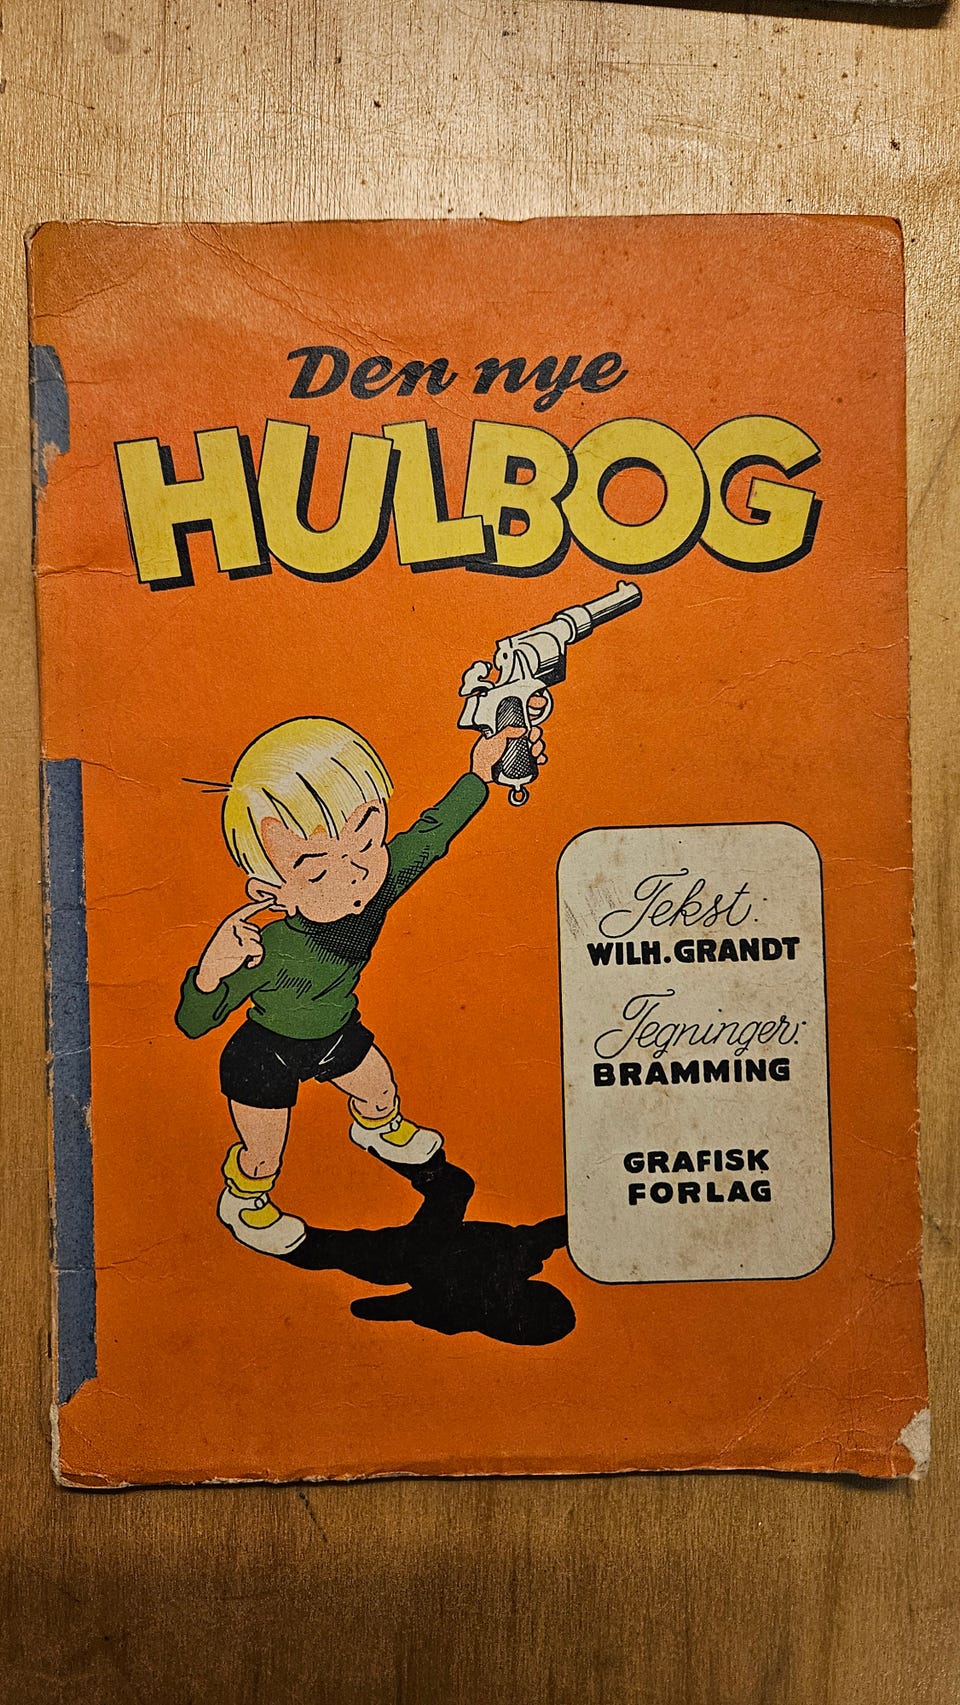 Den nye
HULBOG
Tekst:
WILH. GRANDT
Tegninger:
BRAMMING
GRAFISK
FORLAG